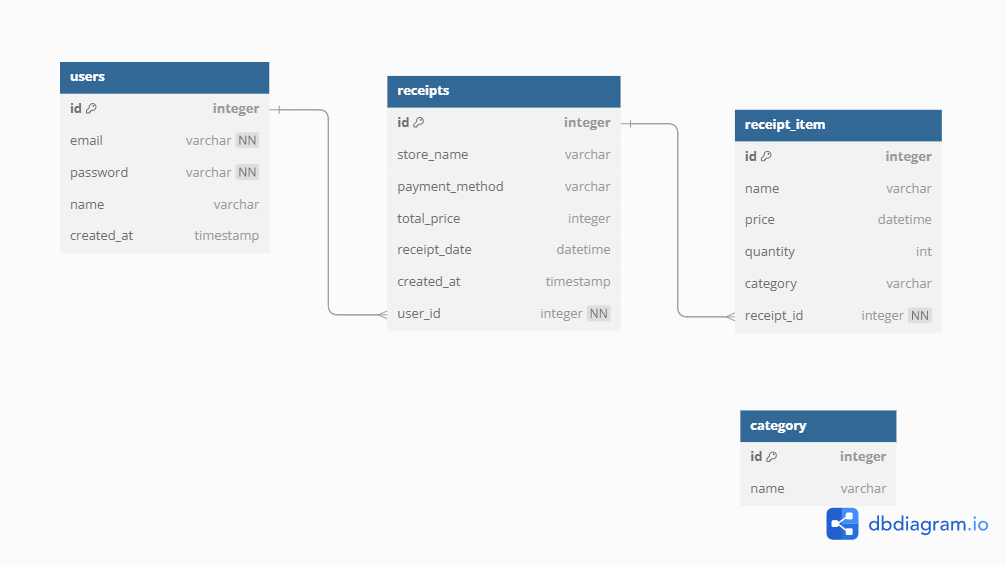 users
id integer
email varchar NN
password varchar NN
name varchar
created_at timestamp
receipts
id integer
store_name varchar
payment_method varchar
total_price integer
receipt_date datetime
created_at timestamp
user_id integer NN
receipt_item
id integer
name varchar
price datetime
quantity int
category varchar
receipt_id integer NN
category
id integer
name varchar
dbdiagram.io